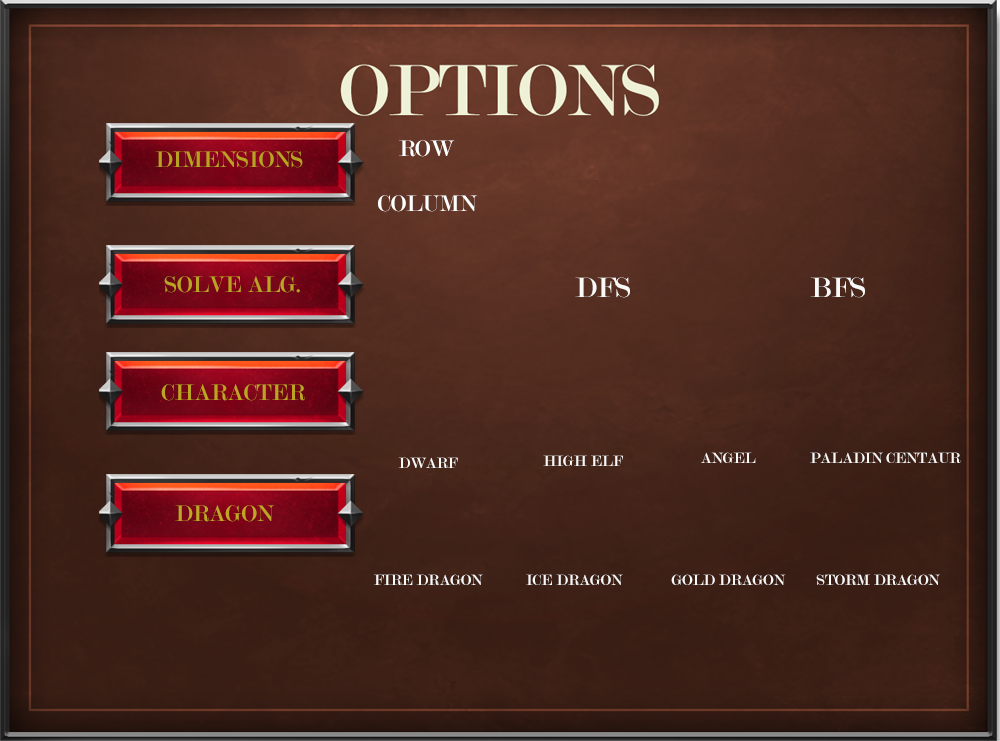 OPTIONS
DIMENSIONS
ROW
COLUMN
SOLVE ALG.
DFS
BFS
CHARACTER
DWARF
HIGH ELF
ANGEL
PALADIN CENTAUR
DRAGON
FIRE DRAGON
ICE DRAGON
GOLD DRAGON
STORM DRAGON